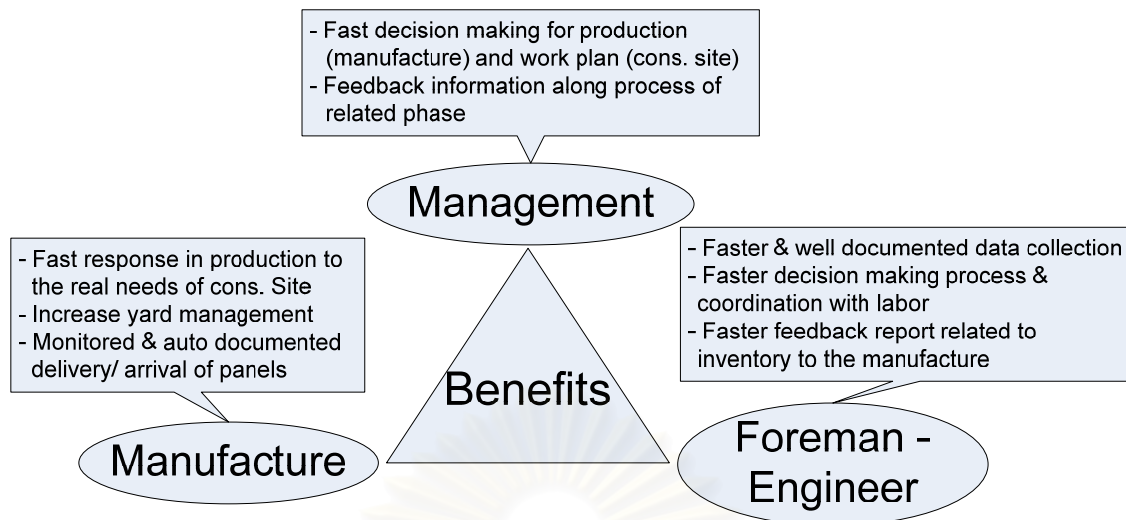 - Fast decision making for production
(manufacture) and work plan (cons. site)
- Feedback information along process of
related phase
Management
- Fast response in production to
the real needs of cons. Site
- Increase yard management
- Monitored & auto documented
delivery/ arrival of panels
Manufacture
- Faster & well documented data collection
- Faster decision making process &
coordination with labor
- Faster feedback report related to
inventory to the manufacture
Benefits
Foreman -
Engineer